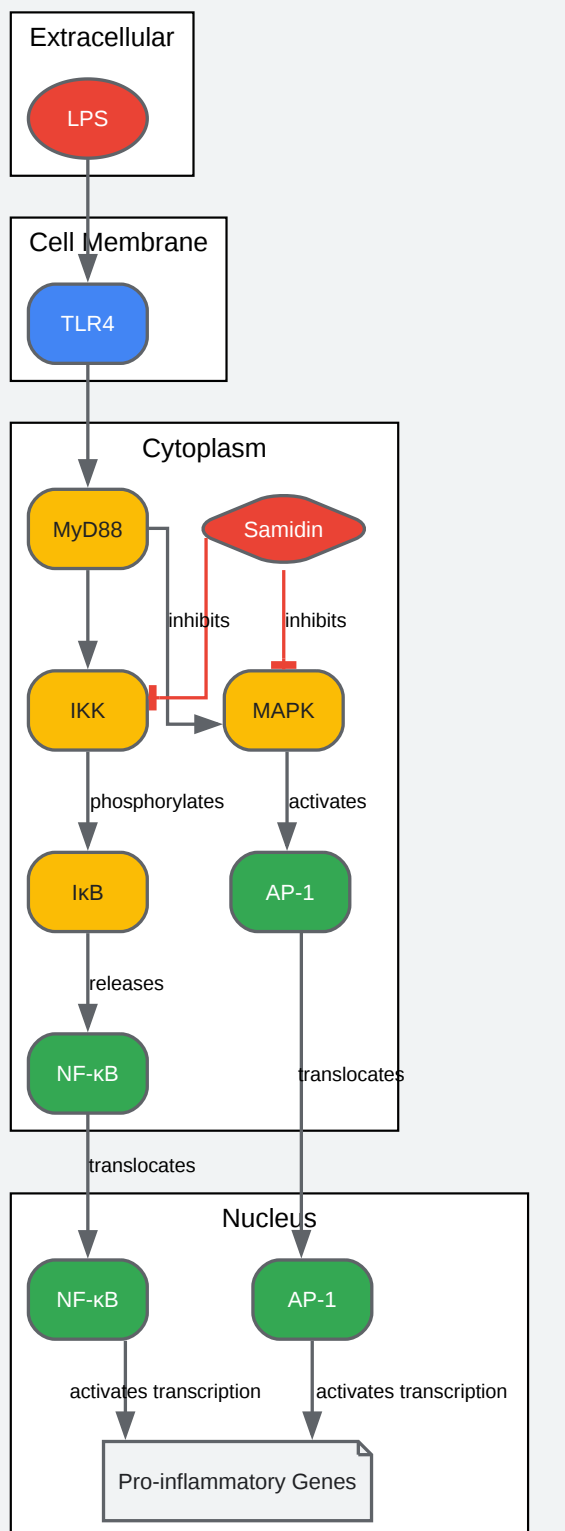 Extracellular
LPS
Cell Membrane
TLR4
Cytoplasm
MyD88
Samidin
inhibits
inhibits
IKK
MAPK
phosphorylates
activates
IκB
AP-1
releases
NF-κB
translocates
translocates
Nucleus
NF-κB
AP-1
activates transcription
activates transcription
Pro-inflammatory Genes